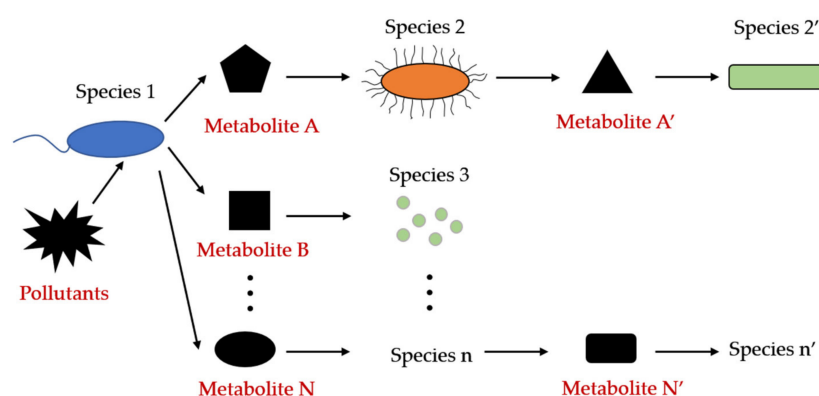 Species 1
Metabolite A
Species 2
Metabolite A′
Species 2′
Pollutants
Metabolite B
Species 3
Metabolite N
Species n
Metabolite N′
Species n′